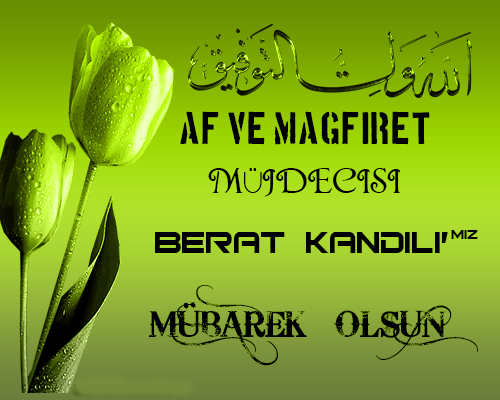 الله ولي التوفيق
AF VE MAGFIRET
MÜJDECISI
BERAT KANDILI'MIZ
MÜBAREK OLSUN